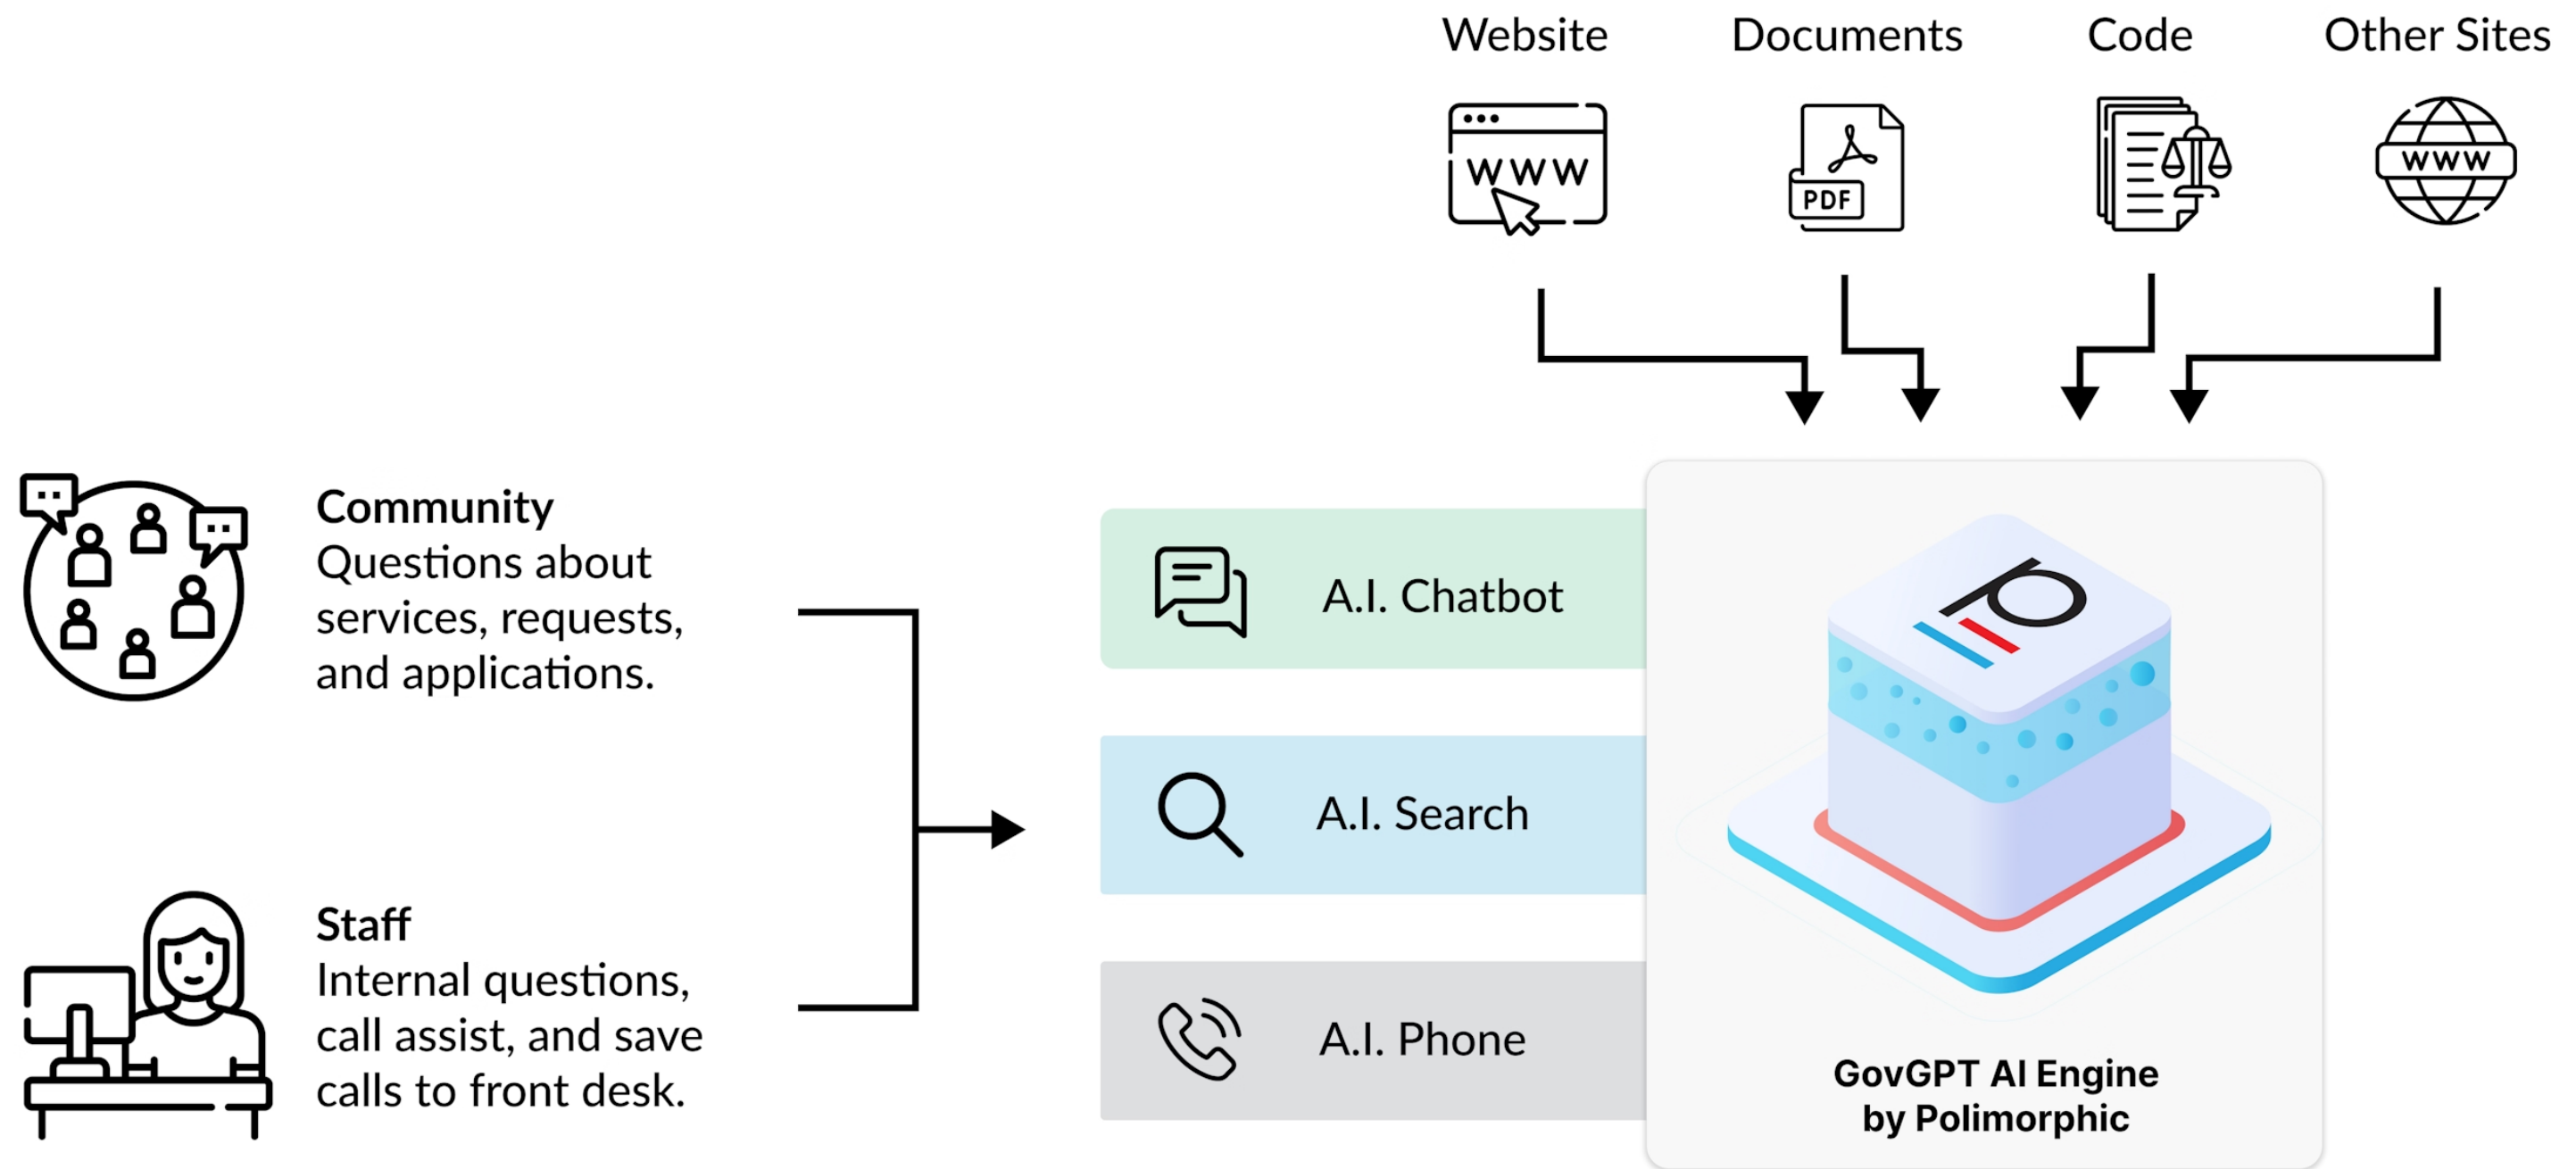 Website
Documents
Code
Other Sites
WWW
PDF
WWW
Community
Questions about
services, requests,
and applications.
Staff
Internal questions,
call assist, and save
calls to front desk.
A.I. Chatbot
A.I. Search
A.I. Phone
GovGPT AI Engine
by Polimorphic